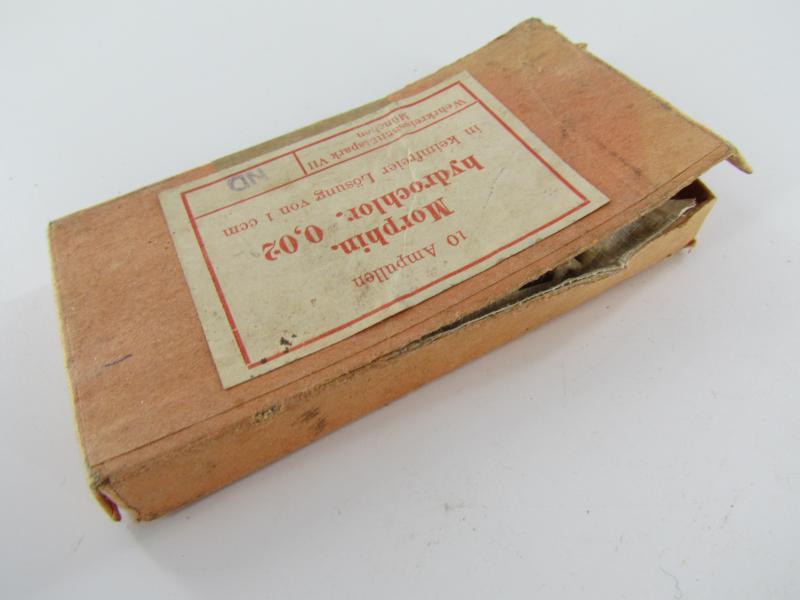 10 Ampullen
Morphin.
hydrochlor. 0,02
in keimfreier Lösung von 1 ccm
Wehrkreissanitätspark VII
München
ND